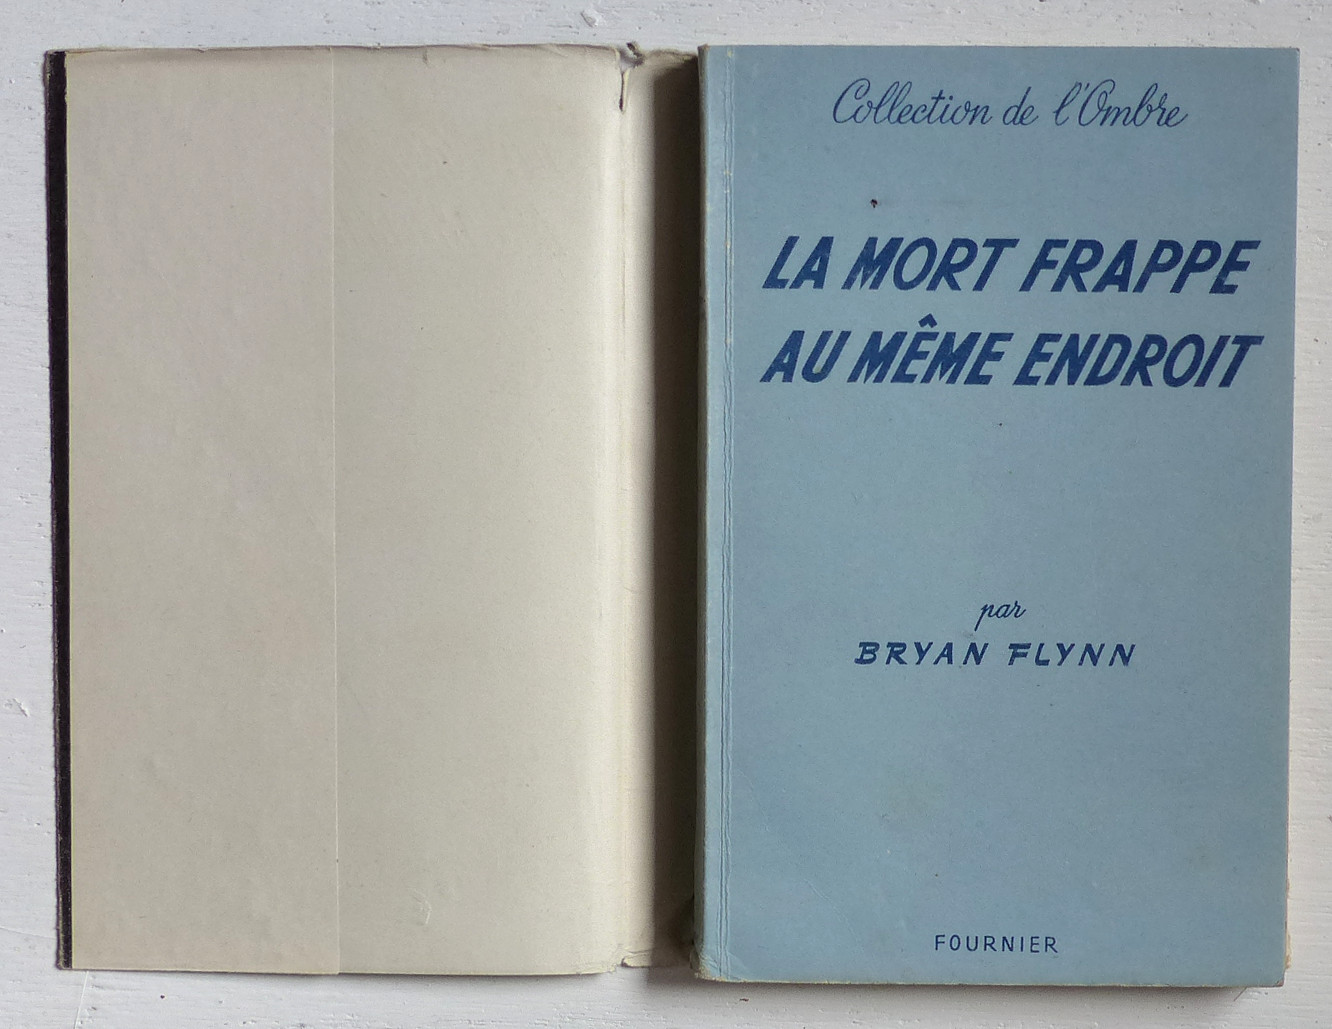 Collection de l'Ombre
LA MORT FRAPPE
AU MÊME ENDROIT
par
BRYAN FLYNN
FOURNIER